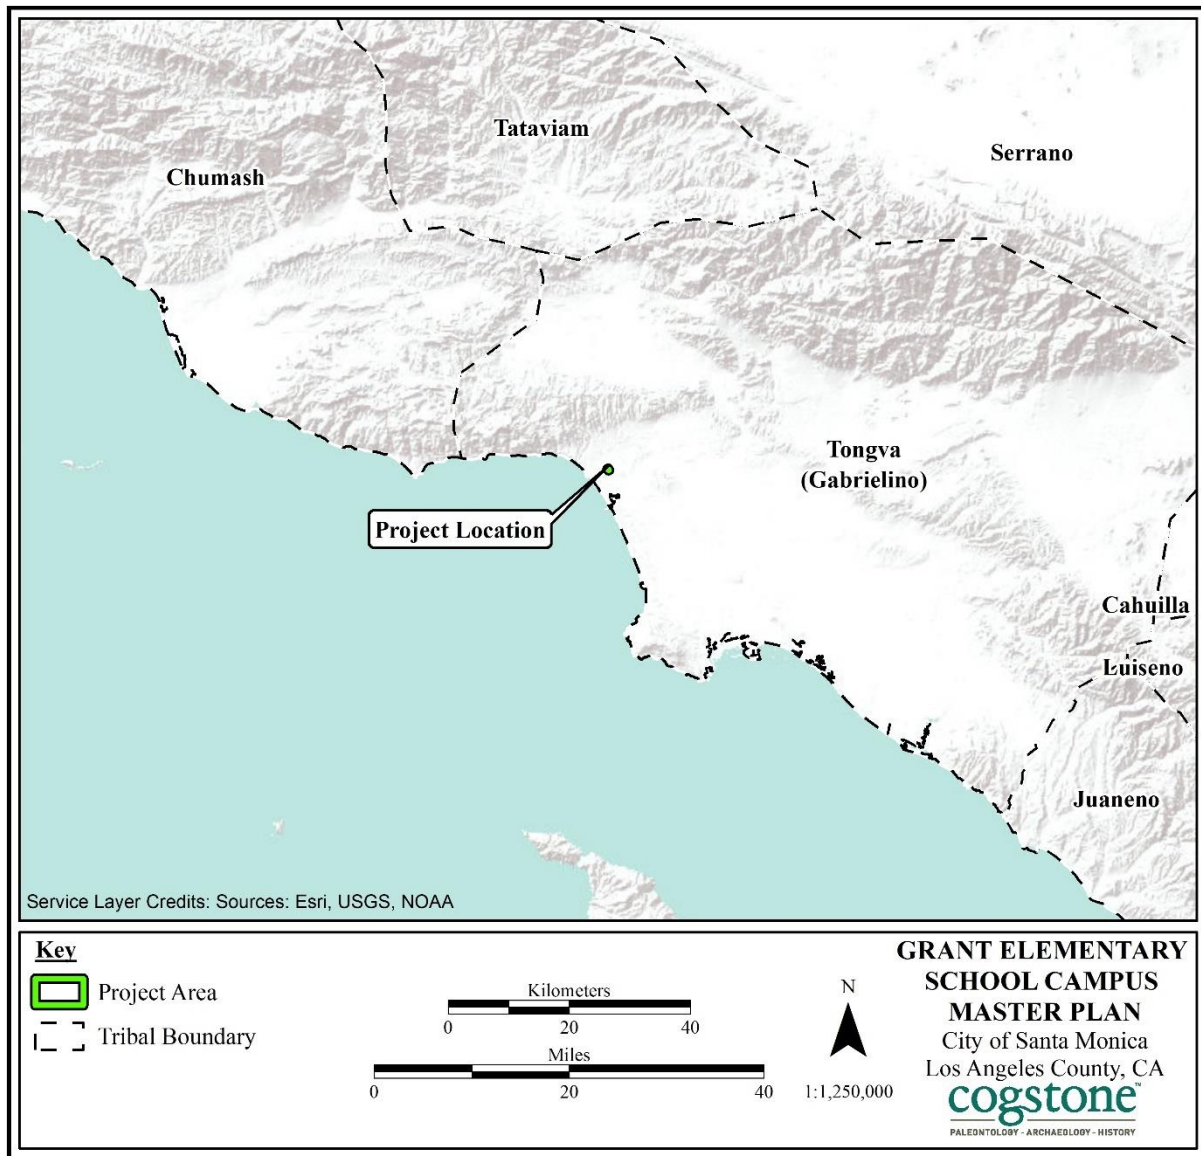 Tataviam
Serrano
Chumash
Tongva
(Gabrielino)
Project Location
Cahuilla
Luiseno
Juaneno
Service Layer Credits: Sources: Esri, USGS, NOAA
Key
Project Area
Tribal Boundary
Kilometers
0 20 40
Miles
0 20 40
N
1:1,250,000
GRANT ELEMENTARY
SCHOOL CAMPUS
MASTER PLAN
City of Santa Monica
Los Angeles County, CA
cogstone™
PALEONTOLOGY - ARCHAEOLOGY - HISTORY